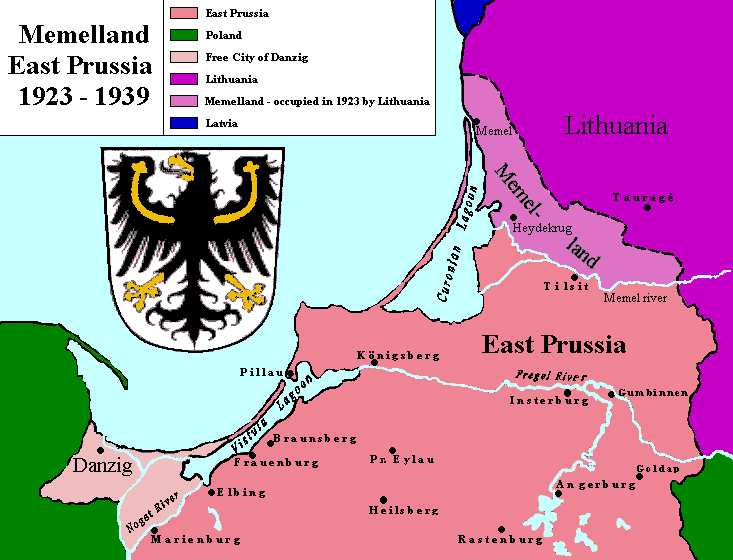 Memelland
East Prussia
1923 - 1939
East Prussia
Poland
Free City of Danzig
Lithuania
Memelland - occupied in 1923 by Lithuania
Latvia
Memel
Lithuania
Memel-
land
Tauragė
Curonian Lagoon
Heydekrug
Tilsit
Memel river
East Prussia
Königsberg
Pillau
Pregel River
Gumbinnen
Insterburg
Vistula Lagoon
Braunsberg
Danzig
Frauenburg
Pr. Eylau
Goldap
Angerburg
Elbing
Nogat River
Heilsberg
Marienburg
Rastenburg